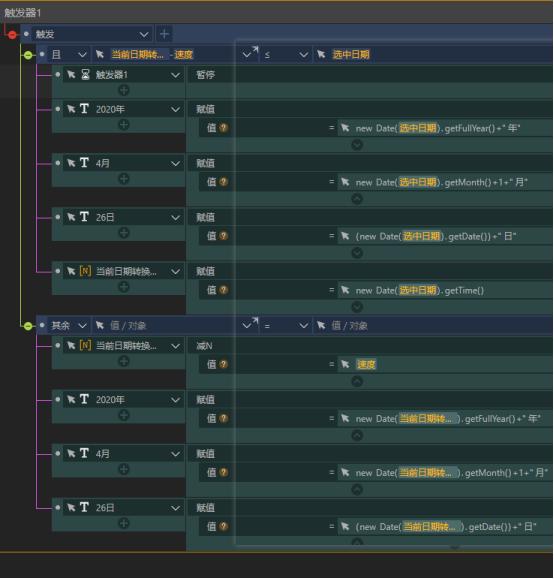 触发器1
触发
且 当前日期转...-速度 ≤ 选中日期
触发器1 暂停
T 2020年 赋值
值 ? = new Date(选中日期).getFullYear()+" 年"
T 4月 赋值
值 ? = new Date(选中日期).getMonth()+1+" 月"
T 26日 赋值
值 ? = (new Date(选中日期).getDate())+" 日"
[N] 当前日期转换... 赋值
值 ? = new Date(选中日期).getTime()
其余 值 / 对象 = 值 / 对象
[N] 当前日期转换... 减N
值 ? = 速度
T 2020年 赋值
值 ? = new Date(当前日期转...).getFullYear()+" 年"
T 4月 赋值
值 ? = new Date(当前日期转...).getMonth()+1+" 月"
T 26日 赋值
值 ? = (new Date(当前日期转...).getDate())+" 日"